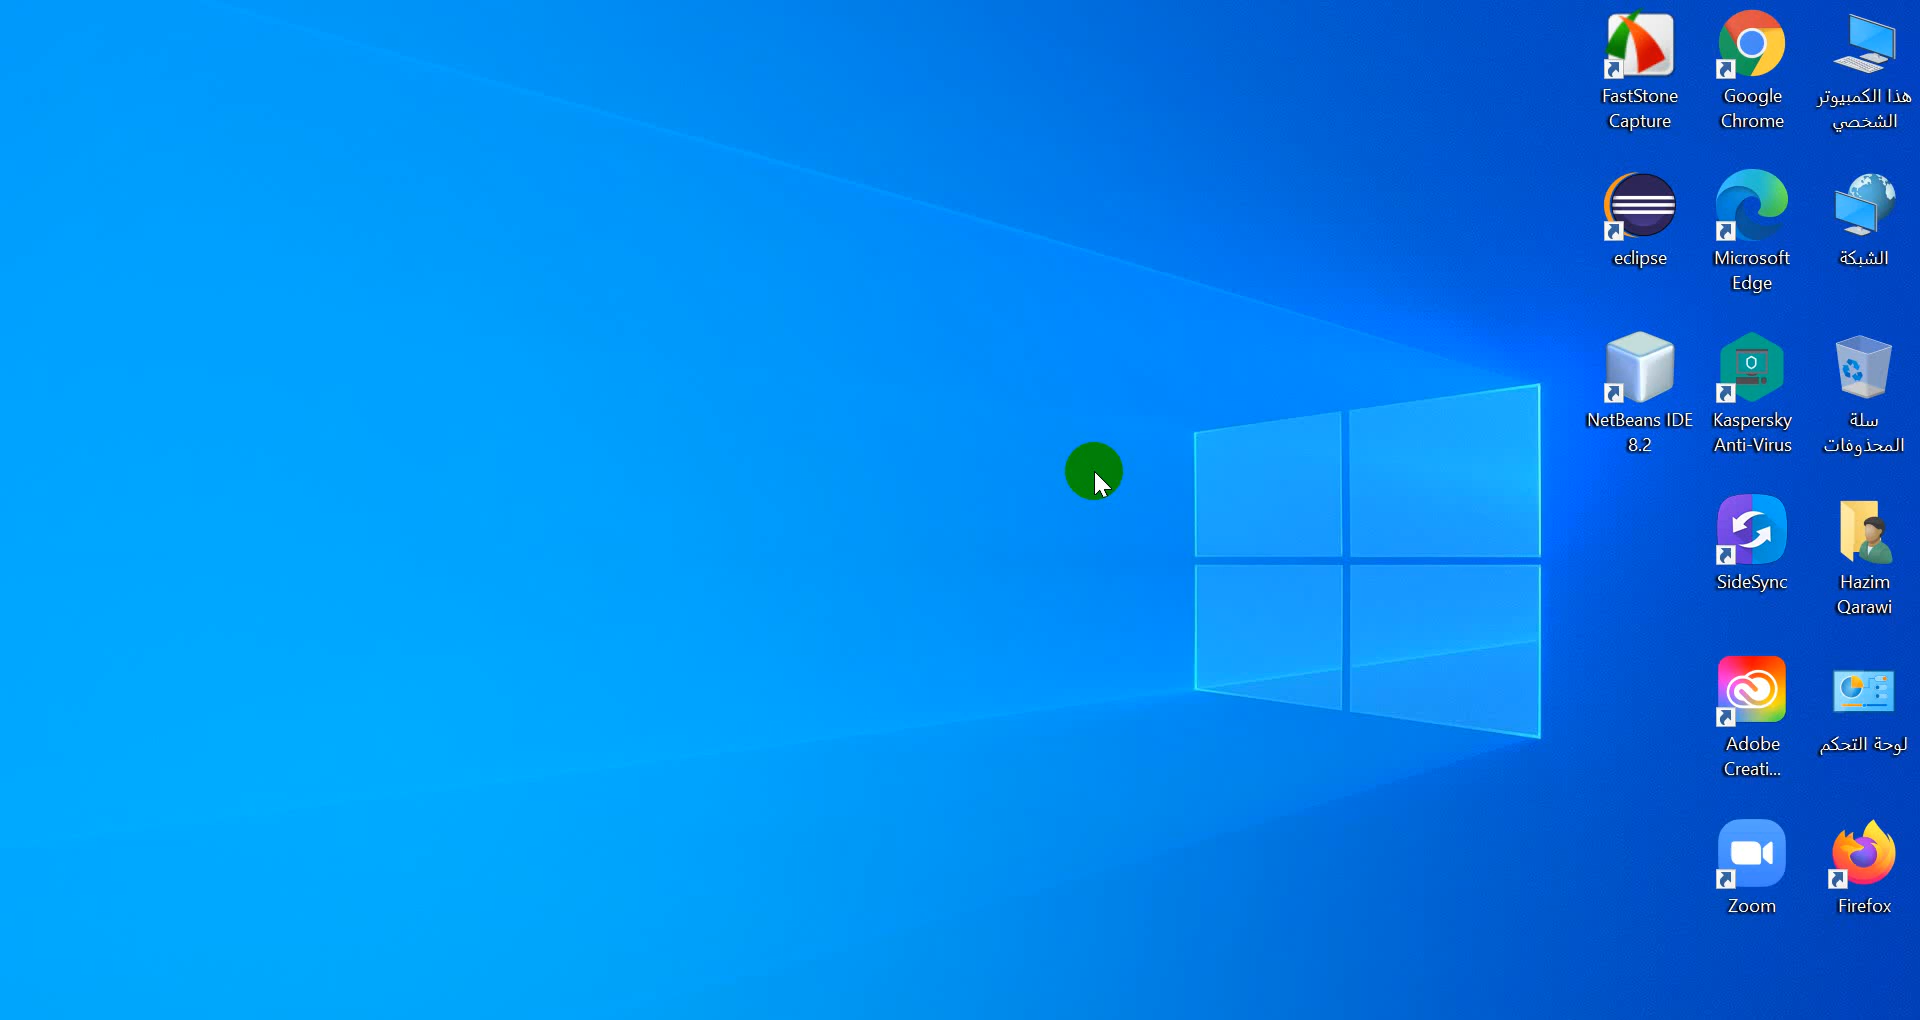 هذا الكمبيوتر
الشخصي
الشبكة
سلة
المحذوفات
Hazim
Qarawi
لوحة التحكم
Firefox
Google
Chrome
Microsoft
Edge
Kaspersky
Anti-Virus
SideSync
Adobe
Creati...
Zoom
FastStone
Capture
eclipse
NetBeans IDE
8.2